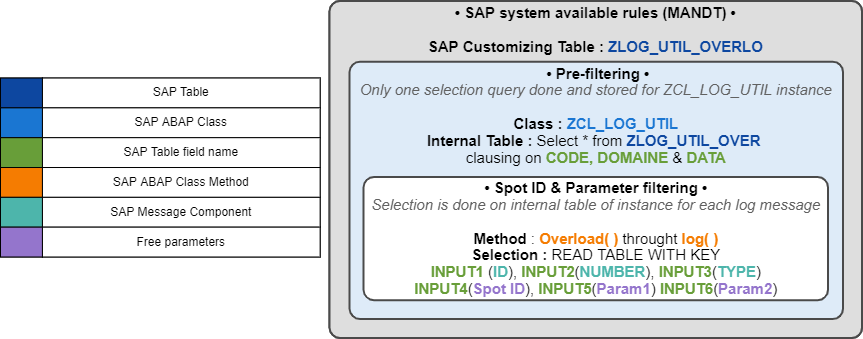 SAP Table
SAP ABAP Class
SAP Table field name
SAP ABAP Class Method
SAP Message Component
Free parameters
• SAP system available rules (MANDT) •
SAP Customizing Table : ZLOG_UTIL_OVERLO
• Pre-filtering •
Only one selection query done and stored for ZCL_LOG_UTIL instance
Class : ZCL_LOG_UTIL
Internal Table : Select * from ZLOG_UTIL_OVER
clausing on CODE, DOMAINE & DATA
• Spot ID & Parameter filtering •
Selection is done on internal table of instance for each log message
Method : Overload( ) throught log( )
Selection : READ TABLE WITH KEY
INPUT1 (ID), INPUT2(NUMBER), INPUT3(TYPE)
INPUT4(Spot ID), INPUT5(Param1) INPUT6(Param2)